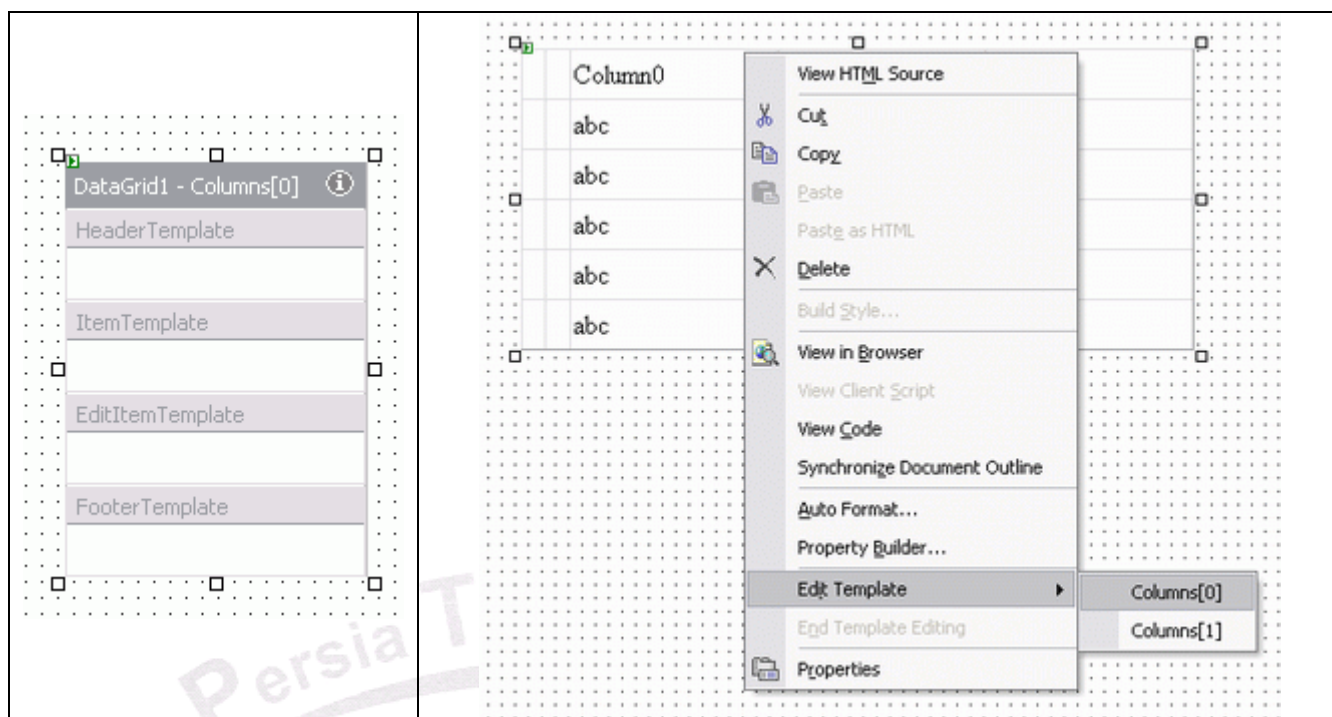 DataGrid1 - Columns[0]
HeaderTemplate
ItemTemplate
EditItemTemplate
FooterTemplate
Column0
abc
abc
abc
abc
abc
View HTML Source
Cut
Copy
Paste
Paste as HTML
Delete
Build Style...
View in Browser
View Client Script
View Code
Synchronize Document Outline
Auto Format...
Property Builder...
Edit Template
Columns[0]
Columns[1]
End Template Editing
Properties
Persia T